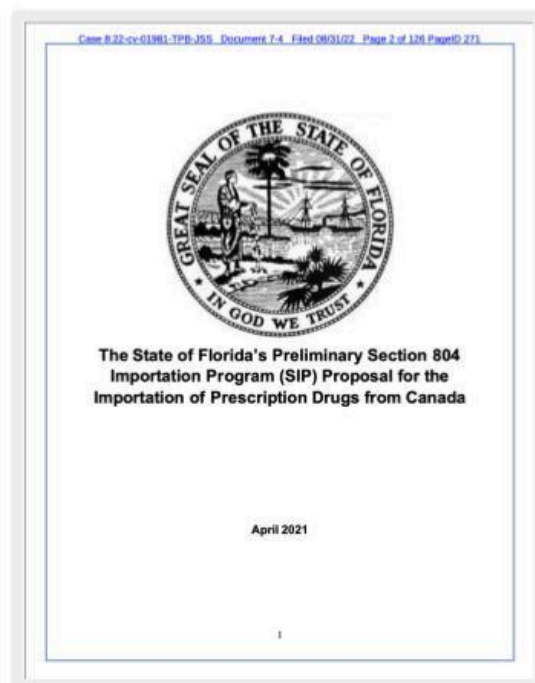 Case 8:22-cv-01981-TPB-JSS Document 7-4 Filed 08/31/22 Page 2 of 126 PageID 271
GREAT SEAL OF THE STATE OF FLORIDA
IN GOD WE TRUST
The State of Florida's Preliminary Section 804
Importation Program (SIP) Proposal for the
Importation of Prescription Drugs from Canada
April 2021
1